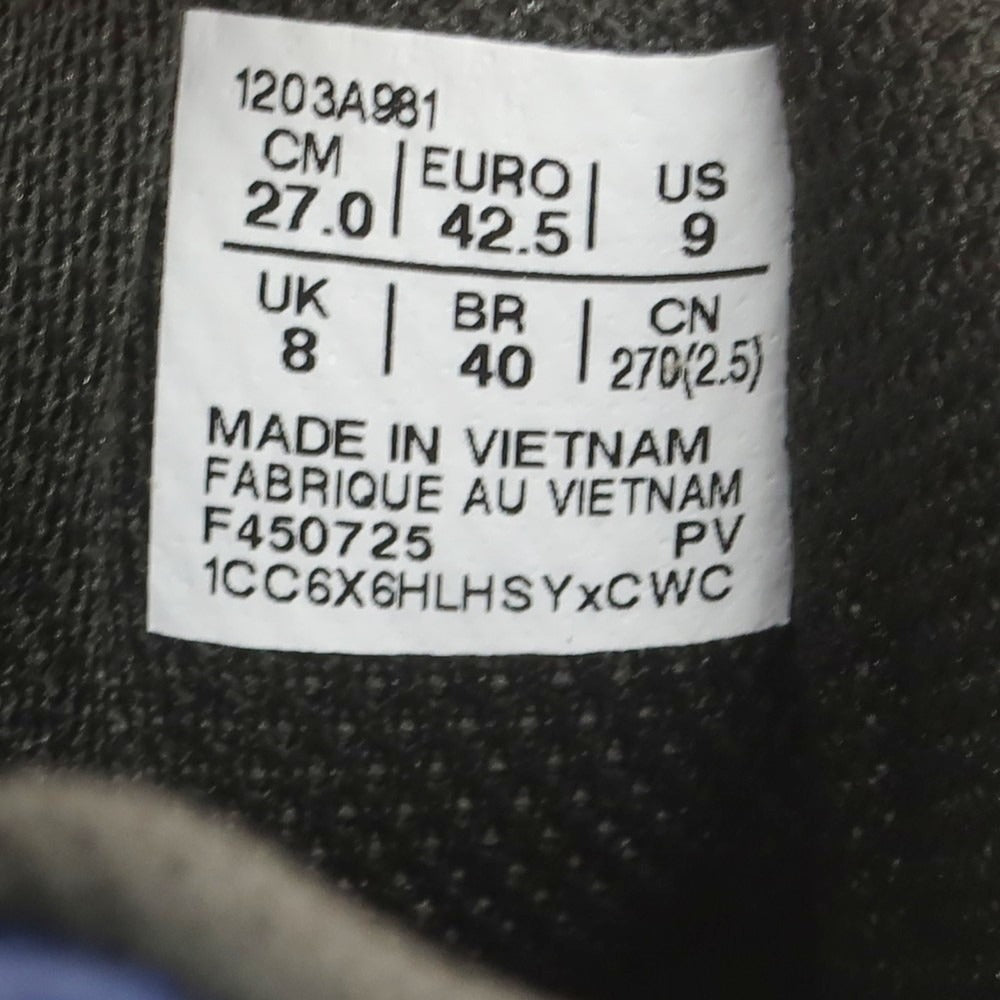 1203A981
CM | EURO | US
27.0 | 42.5 | 9
UK | BR | CN
8 | 40 | 270(2.5)
MADE IN VIETNAM
FABRIQUE AU VIETNAM
F450725 PV
1CC6X6HLHSYxCWC